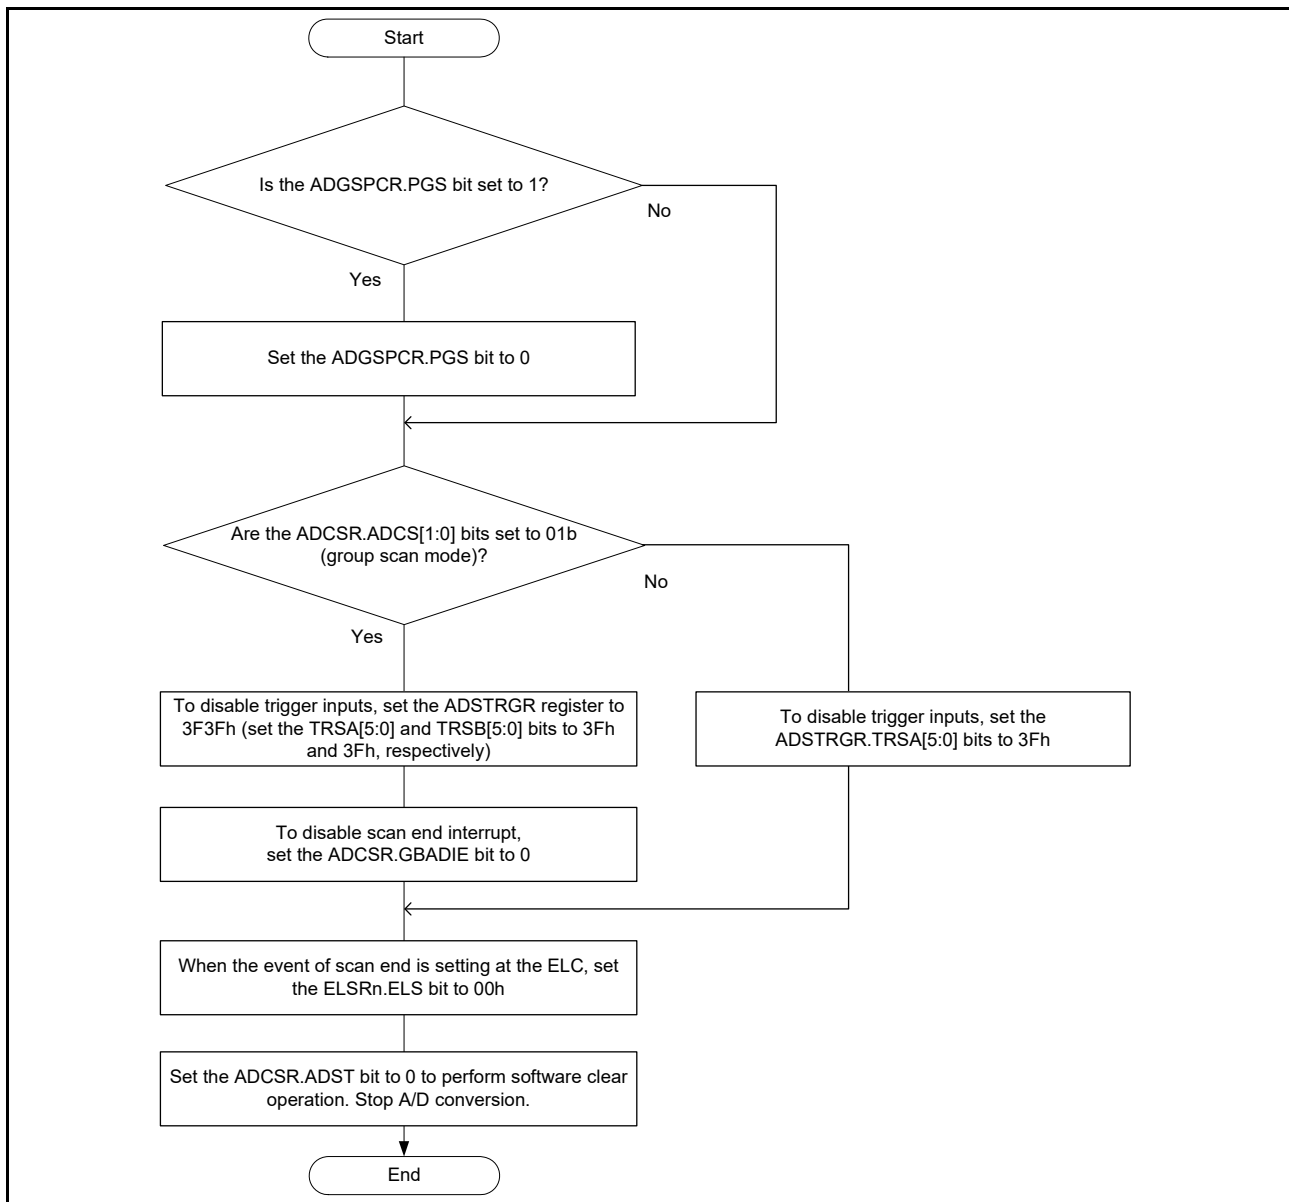 Start
Is the ADGSPCR.PGS bit set to 1?
No
Yes
Set the ADGSPCR.PGS bit to 0
Are the ADCSR.ADCS[1:0] bits set to 01b
(group scan mode)?
No
Yes
To disable trigger inputs, set the ADSTRGR register to
3F3Fh (set the TRSA[5:0] and TRSB[5:0] bits to 3Fh
and 3Fh, respectively)
To disable trigger inputs, set the
ADSTRGR.TRSA[5:0] bits to 3Fh
To disable scan end interrupt,
set the ADCSR.GBADIE bit to 0
When the event of scan end is setting at the ELC, set
the ELSRn.ELS bit to 00h
Set the ADCSR.ADST bit to 0 to perform software clear
operation. Stop A/D conversion.
End